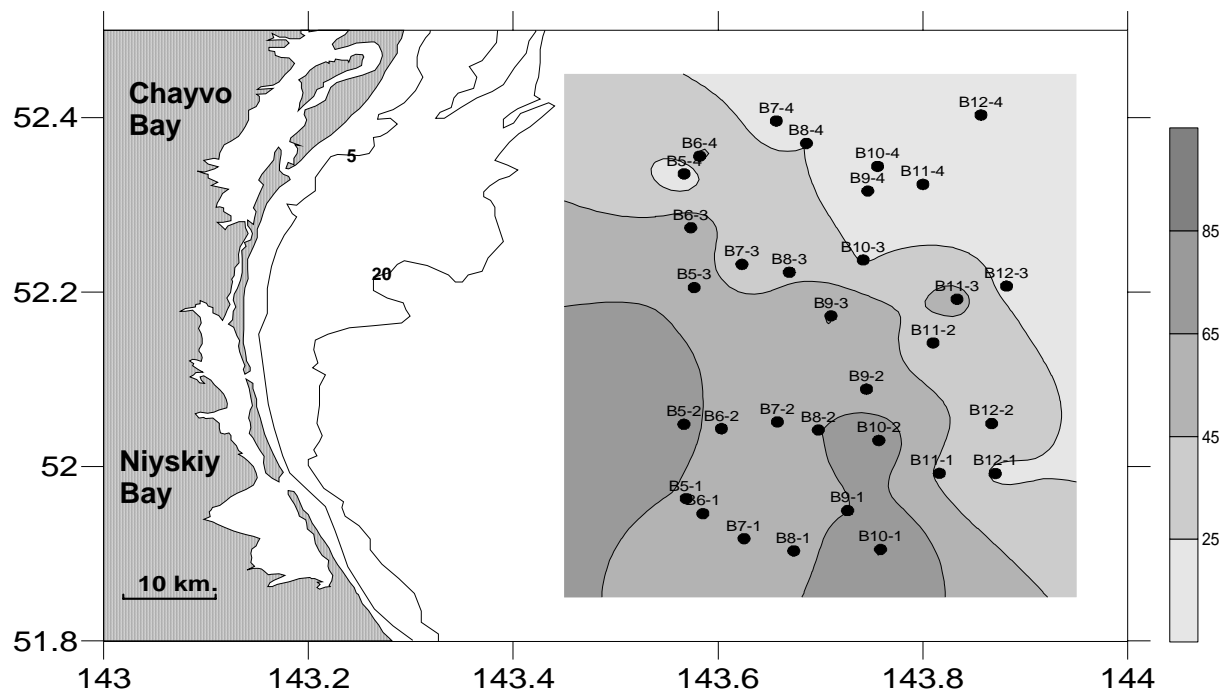 Chayvo
Bay
Niyskiy
Bay
10 km.
5
20
B12-4
B7-4
B8-4
B6-4
B5-4
B10-4
B11-4
B9-4
B6-3
B7-3
B8-3
B10-3
B5-3
B12-3
B11-3
B9-3
B11-2
B9-2
B5-2
B6-2
B7-2
B8-2
B10-2
B12-2
B11-1
B12-1
B5-1
B6-1
B9-1
B7-1
B8-1
B10-1
52.4
52.2
52
51.8
143
143.2
143.4
143.6
143.8
144
85
65
45
25